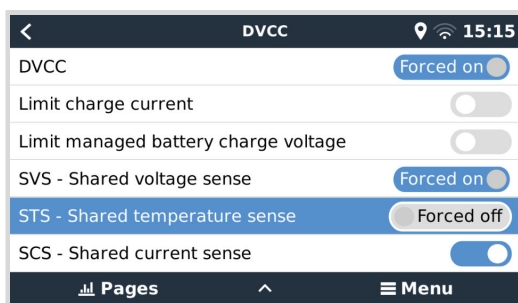 DVCC 15:15
DVCC Forced on
Limit charge current
Limit managed battery charge voltage
SVS - Shared voltage sense Forced on
STS - Shared temperature sense Forced off
SCS - Shared current sense
Pages Menu